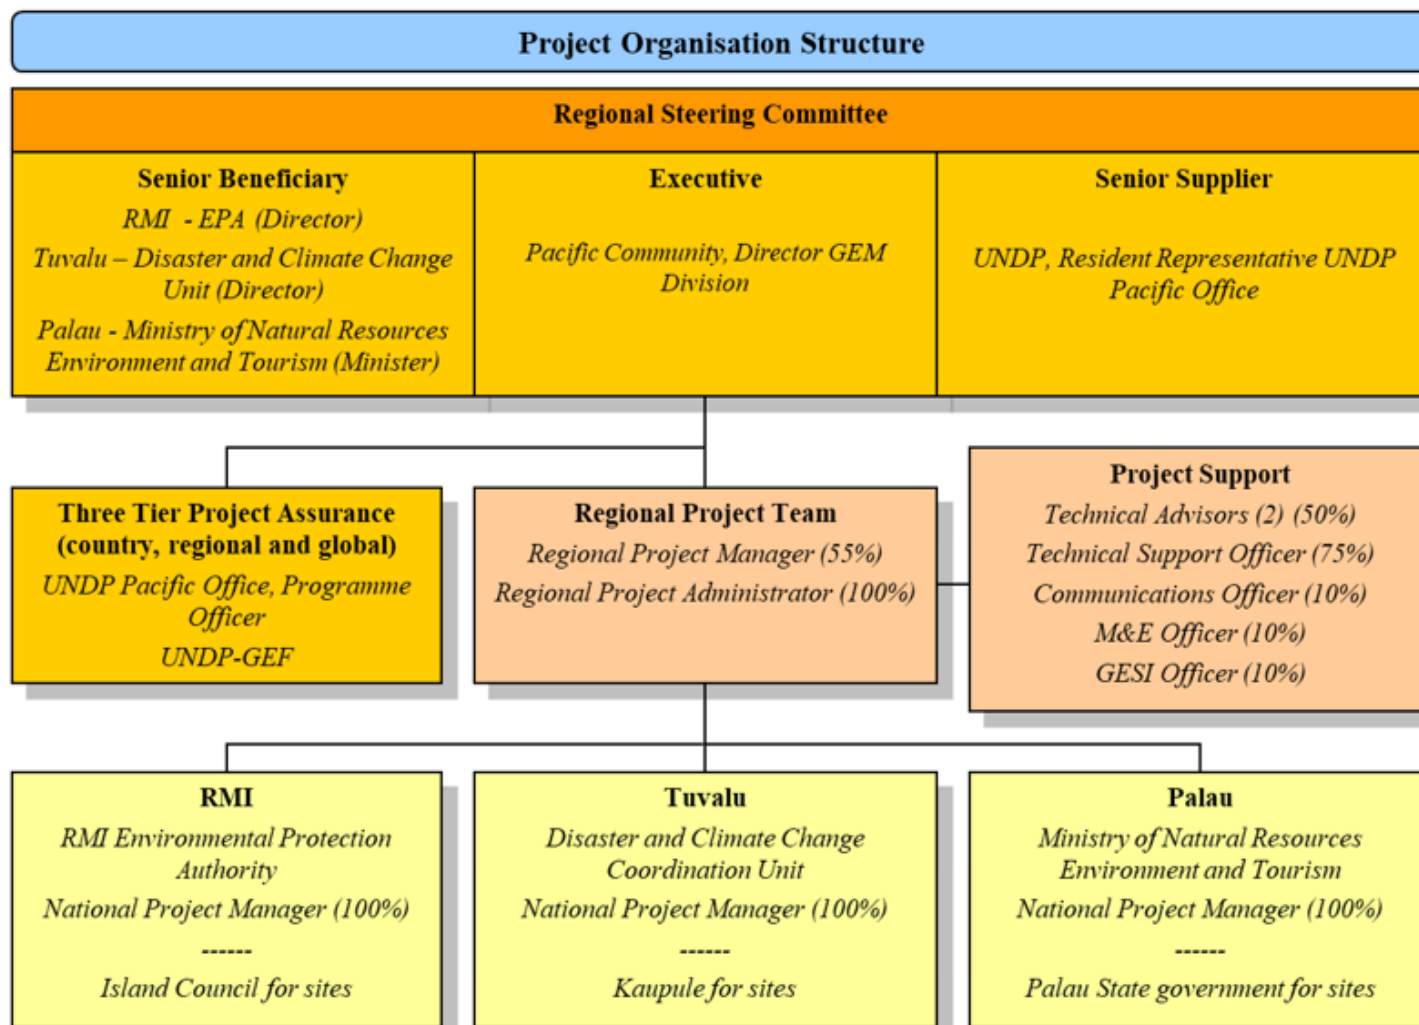 Project Organisation Structure
Regional Steering Committee
Senior Beneficiary
RMI - EPA (Director)
Tuvalu – Disaster and Climate Change
Unit (Director)
Palau - Ministry of Natural Resources
Environment and Tourism (Minister)
Executive
Pacific Community, Director GEM
Division
Senior Supplier
UNDP, Resident Representative UNDP
Pacific Office
Three Tier Project Assurance
(country, regional and global)
UNDP Pacific Office, Programme
Officer
UNDP-GEF
Regional Project Team
Regional Project Manager (55%)
Regional Project Administrator (100%)
Project Support
Technical Advisors (2) (50%)
Technical Support Officer (75%)
Communications Officer (10%)
M&E Officer (10%)
GESI Officer (10%)
RMI
RMI Environmental Protection
Authority
National Project Manager (100%)
------
Island Council for sites
Tuvalu
Disaster and Climate Change
Coordination Unit
National Project Manager (100%)
------
Kaupule for sites
Palau
Ministry of Natural Resources
Environment and Tourism
National Project Manager (100%)
------
Palau State government for sites